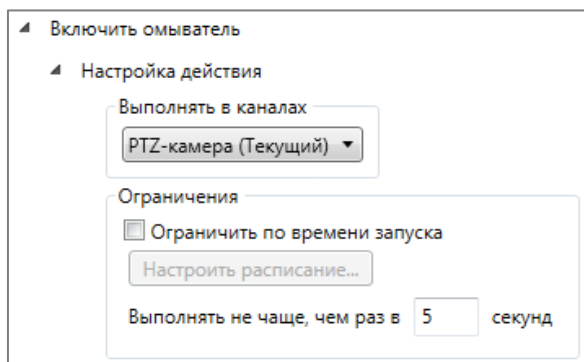 Включить омыватель
Настройка действия
Выполнять в каналах
PTZ-камера (Текущий)
Ограничения
Ограничить по времени запуска
Настроить расписание...
Выполнять не чаще, чем раз в 5 секунд